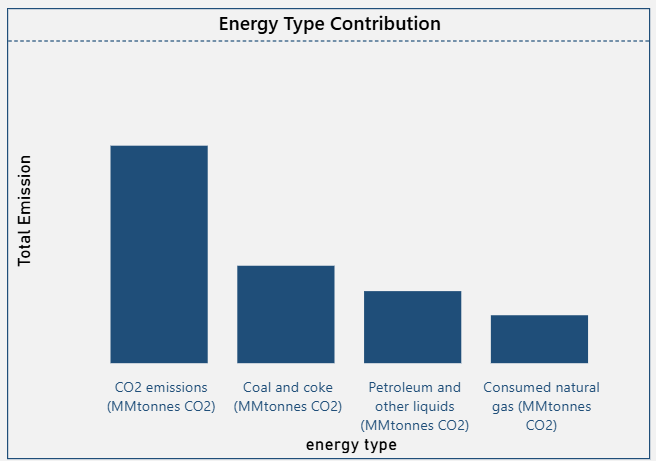 Energy Type Contribution
Total Emission
CO2 emissions
(MMtonnes CO2)
Coal and coke
(MMtonnes CO2)
Petroleum and
other liquids
(MMtonnes CO2)
Consumed natural
gas (MMtonnes
CO2)
energy type